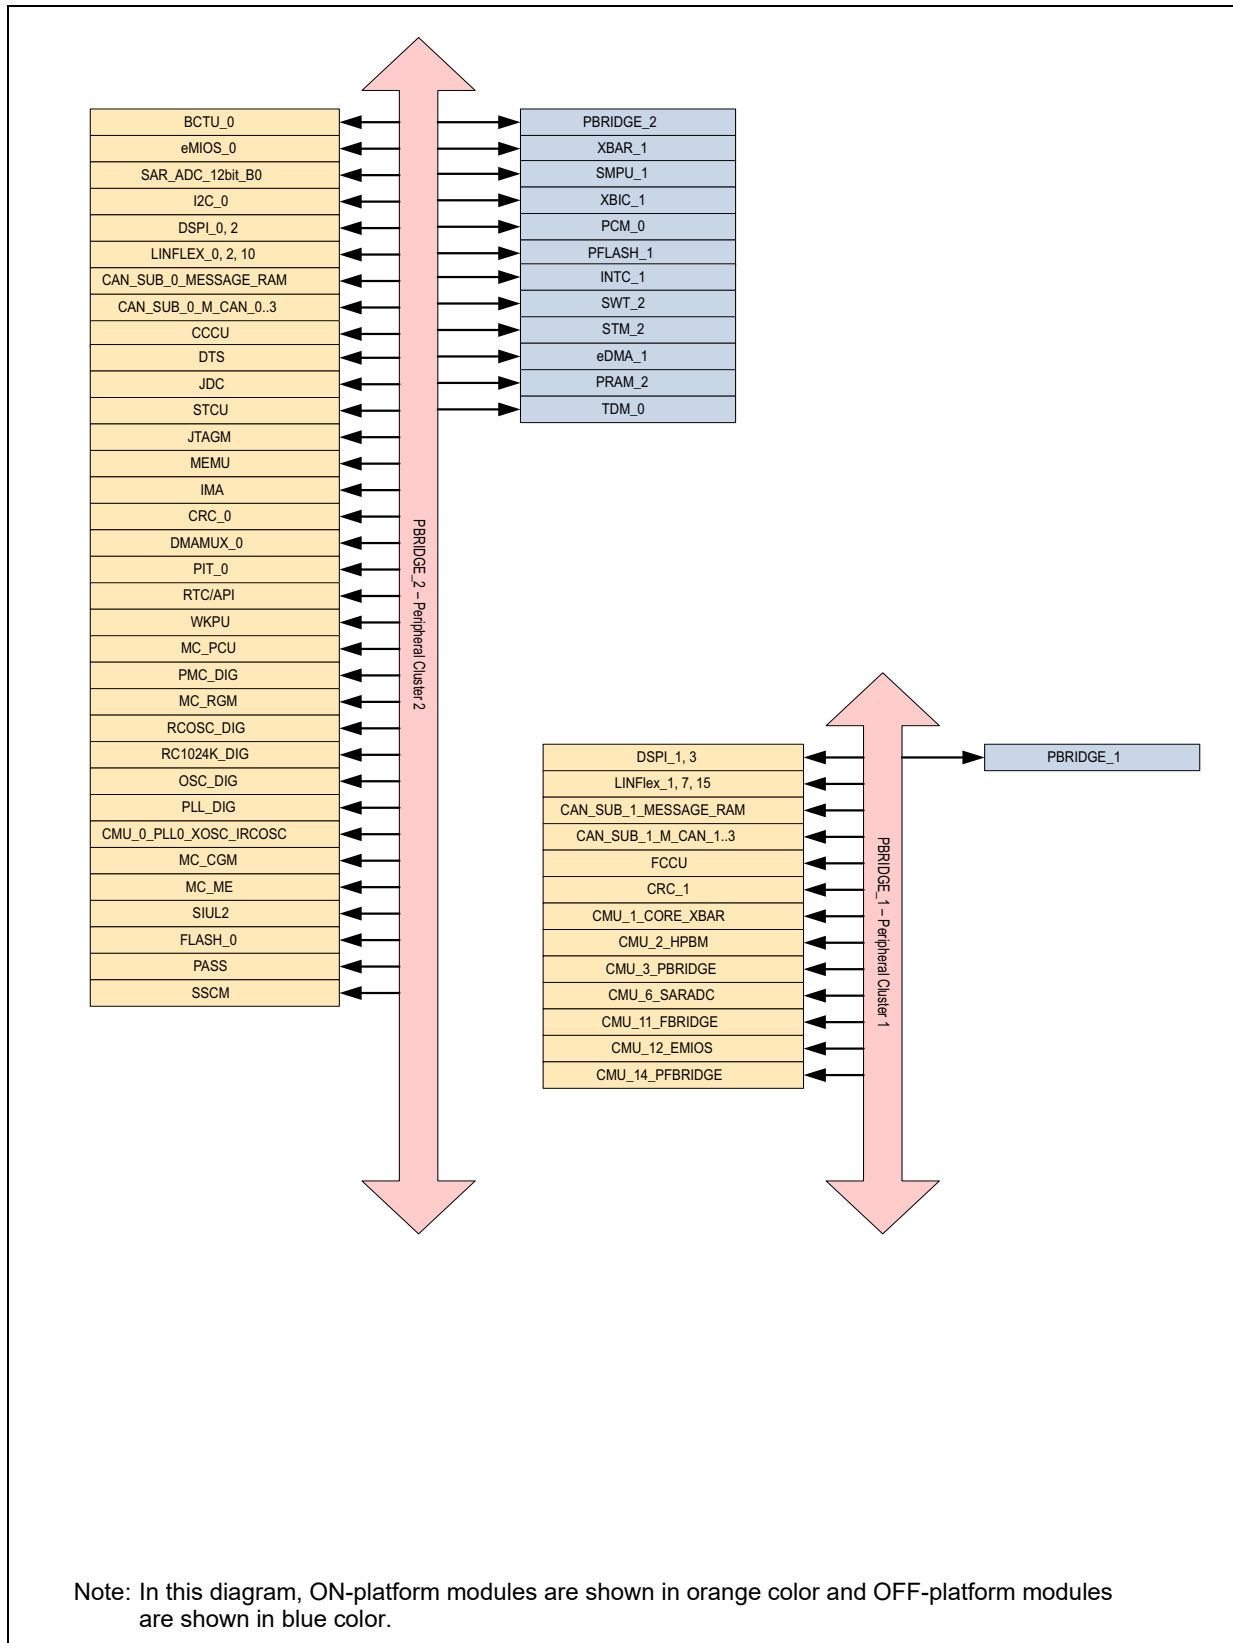 BCTU_0
eMIOS_0
SAR_ADC_12bit_B0
I2C_0
DSPI_0, 2
LINFLEX_0, 2, 10
CAN_SUB_0_MESSAGE_RAM
CAN_SUB_0_M_CAN_0..3
CCCU
DTS
JDC
STCU
JTAGM
MEMU
IMA
CRC_0
DMAMUX_0
PIT_0
RTC/API
WKPU
MC_PCU
PMC_DIG
MC_RGM
RCOSC_DIG
RC1024K_DIG
OSC_DIG
PLL_DIG
CMU_0_PLL0_XOSC_IRCOSC
MC_CGM
MC_ME
SIUL2
FLASH_0
PASS
SSCM
PBRIDGE_2 – Peripheral Cluster 2
PBRIDGE_2
XBAR_1
SMPU_1
XBIC_1
PCM_0
PFLASH_1
INTC_1
SWT_2
STM_2
eDMA_1
PRAM_2
TDM_0
DSPI_1, 3
LINFlex_1, 7, 15
CAN_SUB_1_MESSAGE_RAM
CAN_SUB_1_M_CAN_1..3
FCCU
CRC_1
CMU_1_CORE_XBAR
CMU_2_HPBM
CMU_3_PBRIDGE
CMU_6_SARADC
CMU_11_FBRIDGE
CMU_12_EMIOS
CMU_14_PFBRIDGE
PBRIDGE_1 – Peripheral Cluster 1
PBRIDGE_1
Note: In this diagram, ON-platform modules are shown in orange color and OFF-platform modules
are shown in blue color.